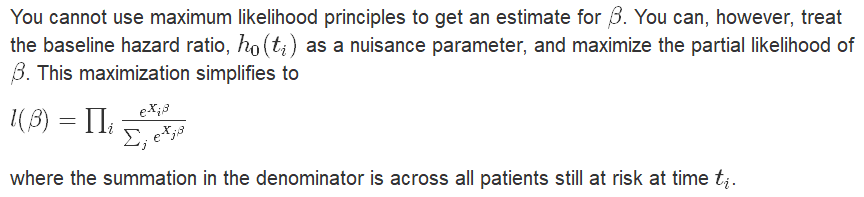 You cannot use maximum likelihood principles to get an estimate for β. You can, however, treat
the baseline hazard ratio, h₀(tᵢ) as a nuisance parameter, and maximize the partial likelihood of
β. This maximization simplifies to
l(β) = ∏ᵢ e^{Xᵢβ} / ∑ⱼ e^{Xⱼβ}
where the summation in the denominator is across all patients still at risk at time tᵢ.